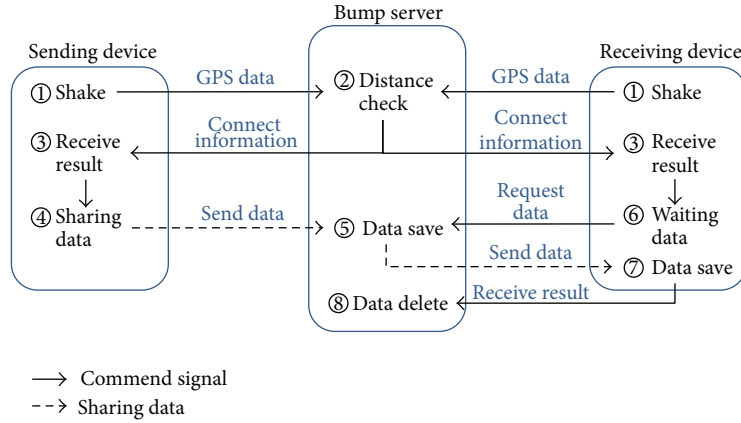 Bump server
Sending device
Receiving device
① Shake
GPS data
② Distance
check
GPS data
① Shake
③ Receive
result
Connect
information
Connect
information
③ Receive
result
④ Sharing
data
Send data
⑤ Data save
Request
data
⑥ Waiting
data
Send data
⑦ Data save
⑧ Data delete
Receive result
Commend signal
Sharing data